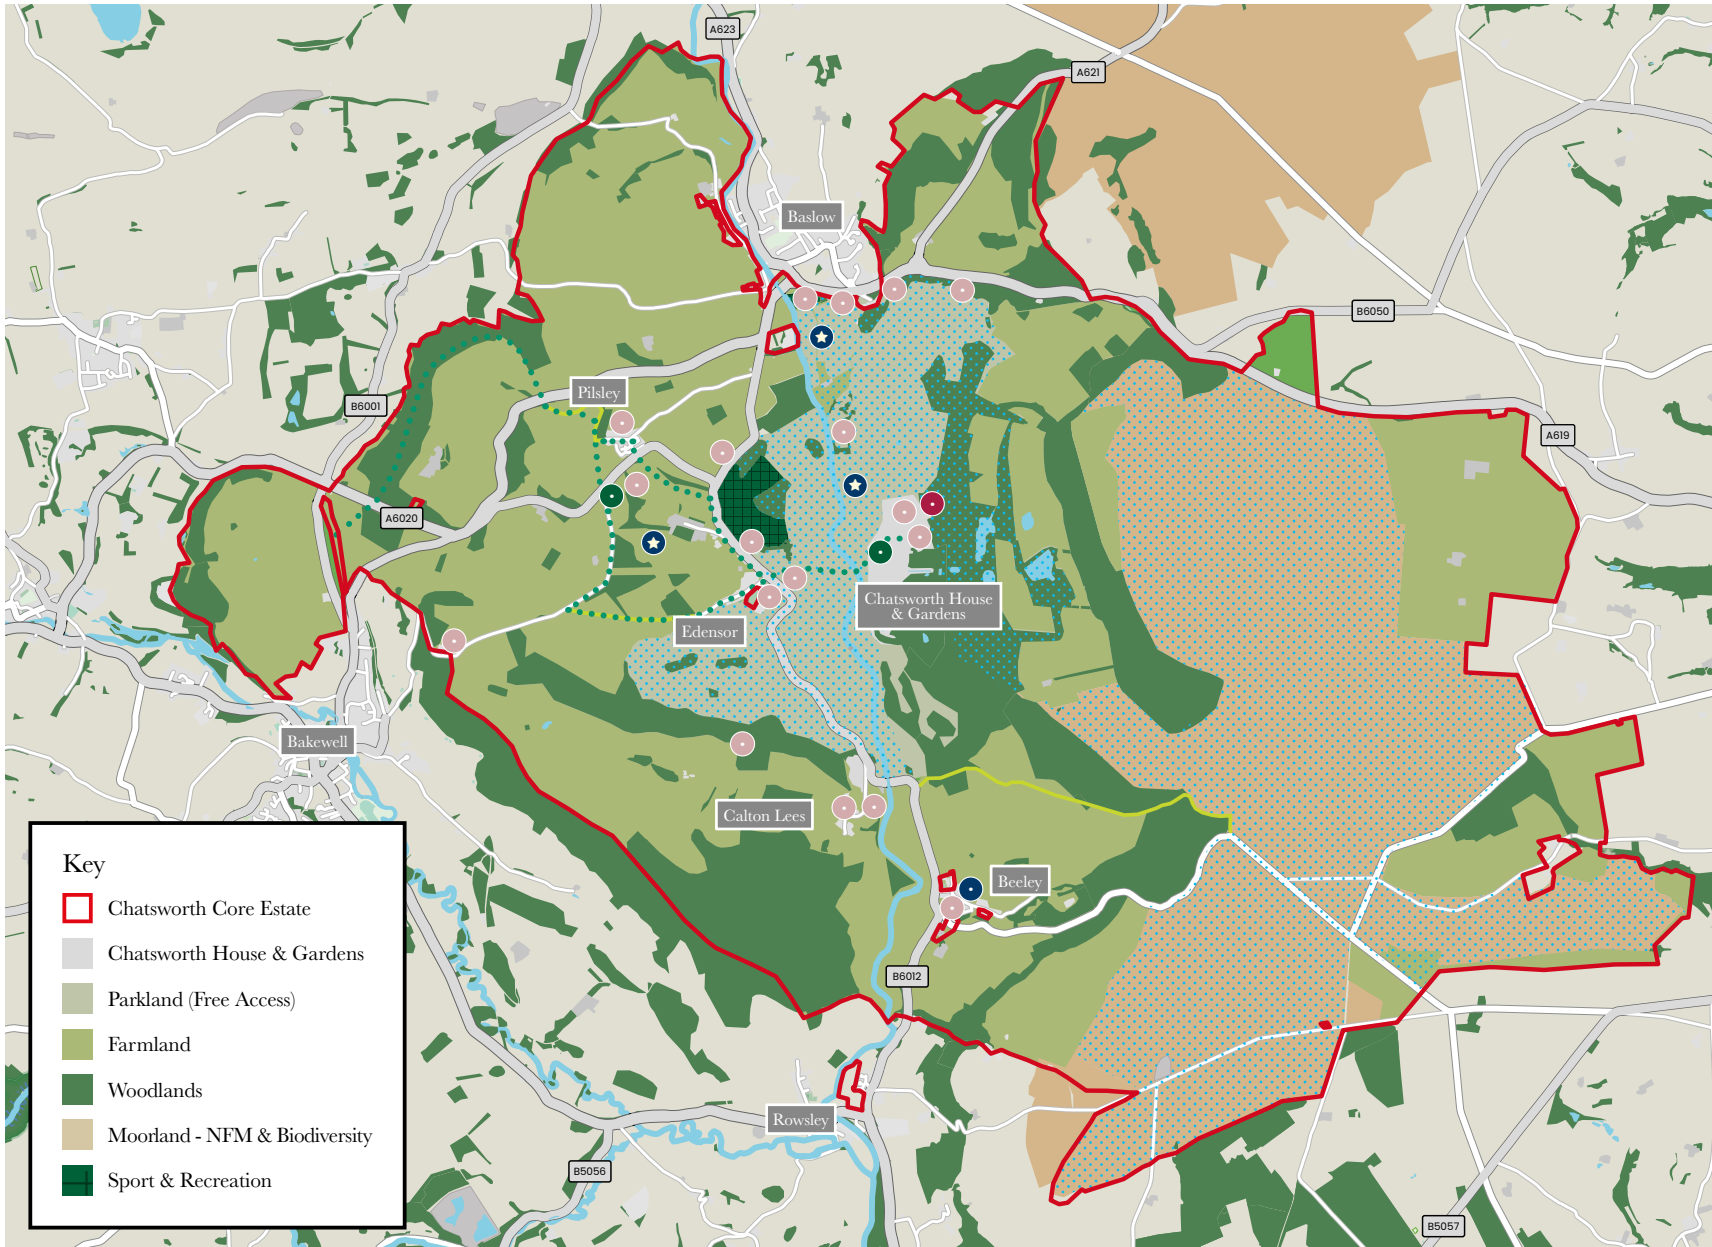 A623
A621
Baslow
B6050
Pilsley
B6001
A619
A6020
Chatsworth House
& Gardens
Edensor
Bakewell
Calton Lees
Beeley
B6012
Rowsley
B5056
B5057
Key
Chatsworth Core Estate
Chatsworth House & Gardens
Parkland (Free Access)
Farmland
Woodlands
Moorland - NFM & Biodiversity
Sport & Recreation